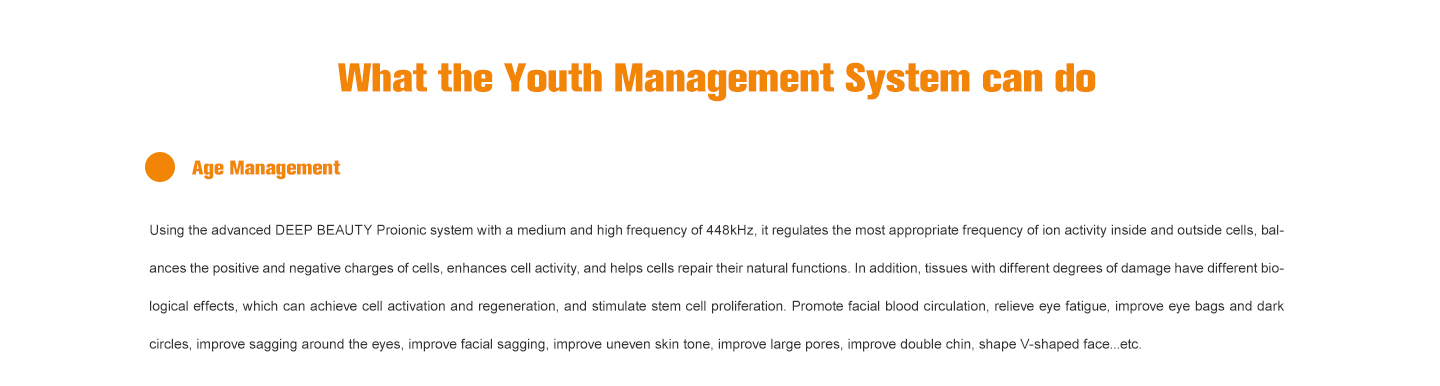 What the Youth Management System can do
Age Management
Using the advanced DEEP BEAUTY Proionic system with a medium and high frequency of 448kHz, it regulates the most appropriate frequency of ion activity inside and outside cells, bal-
ances the positive and negative charges of cells, enhances cell activity, and helps cells repair their natural functions. In addition, tissues with different degrees of damage have different bio-
logical effects, which can achieve cell activation and regeneration, and stimulate stem cell proliferation. Promote facial blood circulation, relieve eye fatigue, improve eye bags and dark
circles, improve sagging around the eyes, improve facial sagging, improve uneven skin tone, improve large pores, improve double chin, shape V-shaped face...etc.